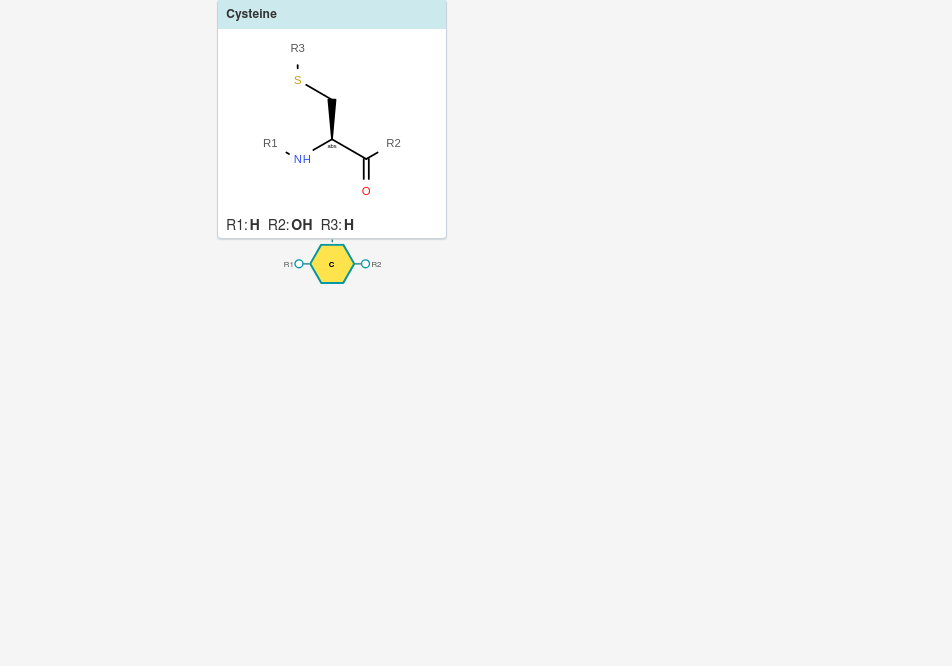 Cysteine
R3
S
R1
R2
NH
abs
O
R1: H R2: OH R3: H
R1 C R2